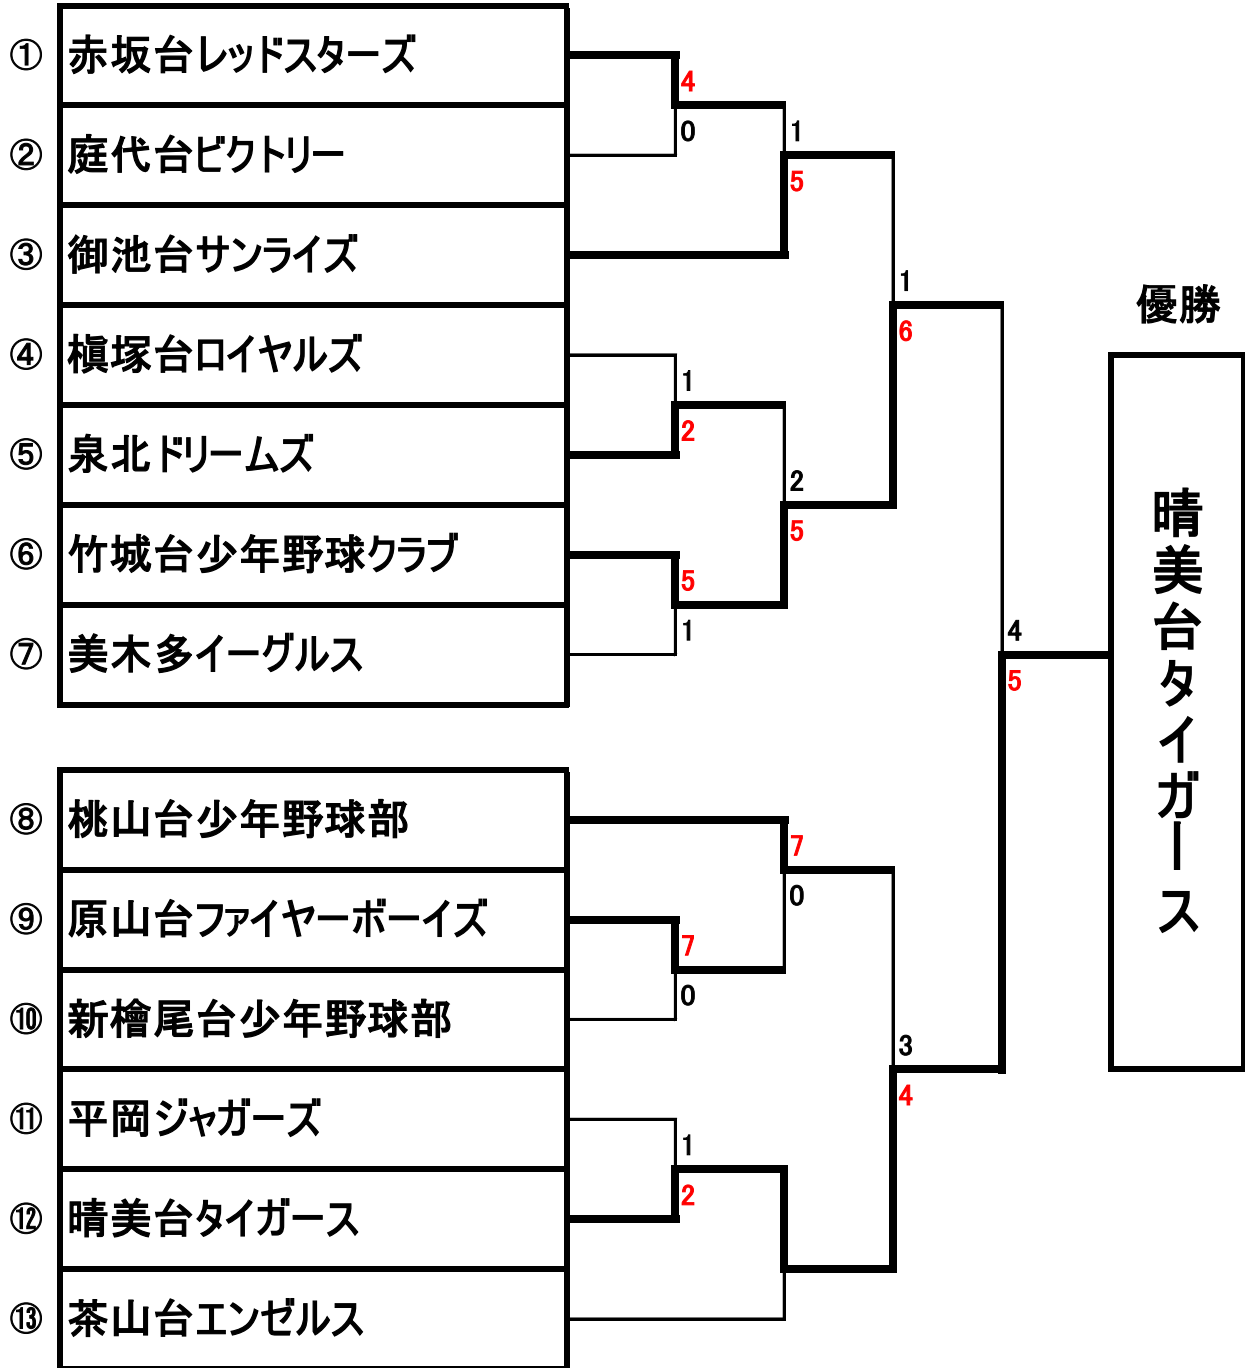 ① 赤坂台レッドスターズ
4
0
② 庭代台ビクトリー
1
5
③ 御池台サンライズ
1
6
④ 槇塚台ロイヤルズ
1
2
⑤ 泉北ドリームズ
2
5
⑥ 竹城台少年野球クラブ
5
1
⑦ 美木多イーグルス
4
5
⑧ 桃山台少年野球部
7
0
⑨ 原山台ファイヤーボーイズ
7
0
⑩ 新檜尾台少年野球部
3
4
⑪ 平岡ジャガーズ
1
2
⑫ 晴美台タイガース
⑬ 茶山台エンゼルス
優勝
晴美台タイガース